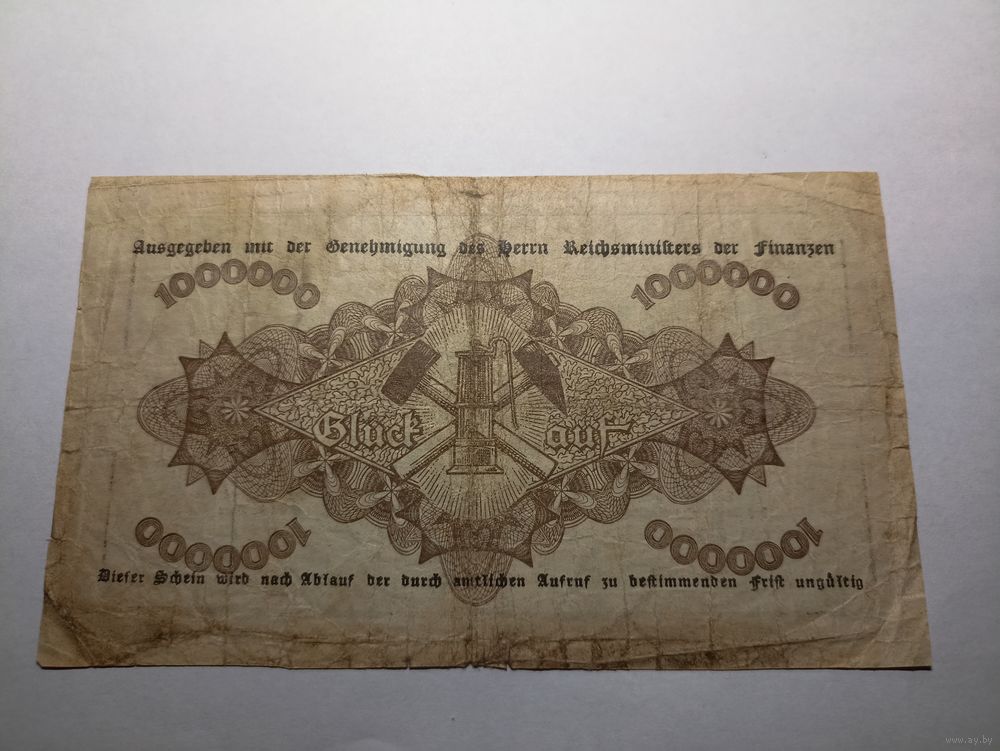 Ausgegeben mit der Genehmigung des Herrn Reichsministers der Finanzen
1000000 1000000
Glück auf
1000000 1000000
Dieser Schein wird nach Ablauf der durch amtlichen Aufruf zu bestimmenden Frist ungültig
www.ay.by